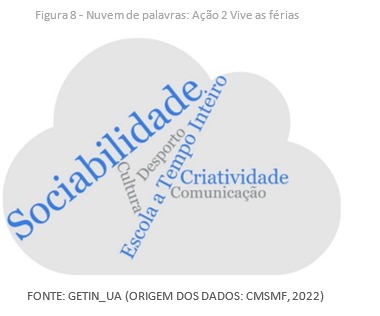 Figura 8 - Nuvem de palavras: Ação 2 Vive as férias
Sociabilidade
Cultura
Desporto
Escola a Tempo Inteiro
Criatividade
Comunicação
FONTE: GETIN_UA (ORIGEM DOS DADOS: CMSMF, 2022)